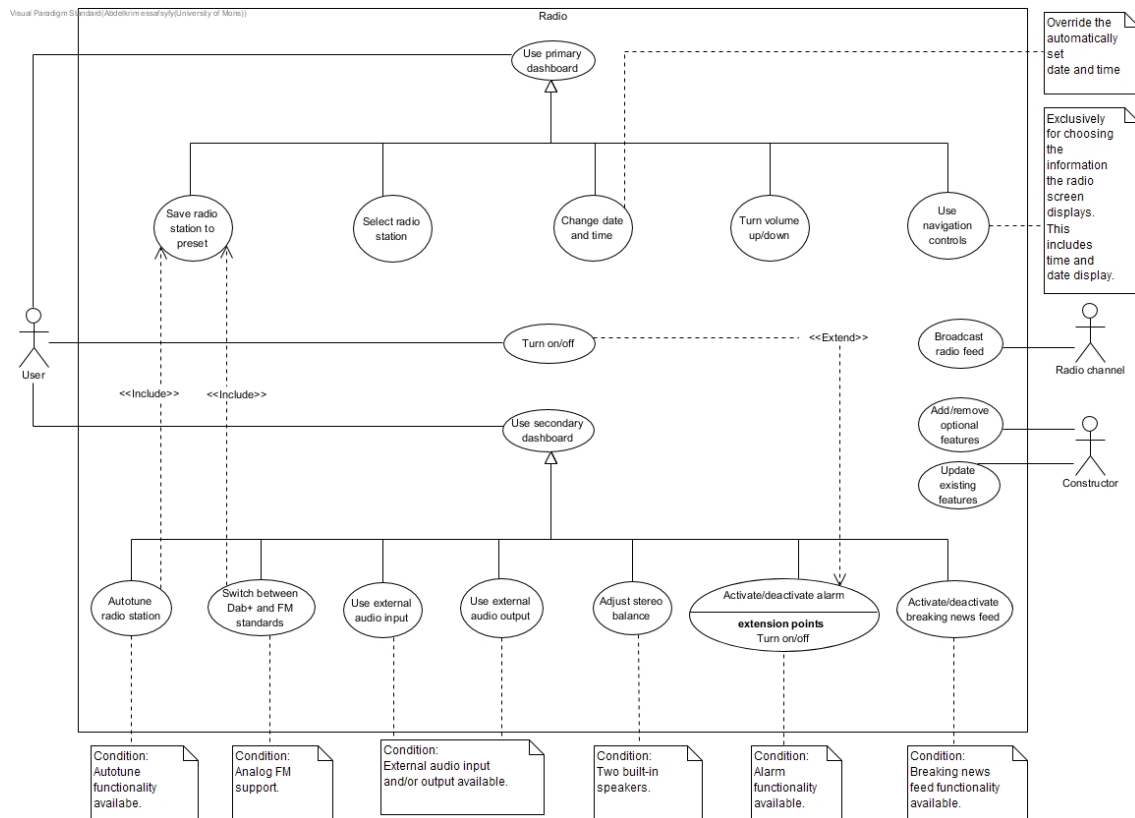 Visual Paradigm Standard(Abdelkrimessafsyfy(University of Mons))
Radio
Override the
automatically
set
date and time
Use primary
dashboard
Exclusively
for choosing
the
information
the radio
screen
displays.
This
includes
time and
date display.
Save radio
station to
preset
Select radio
station
Change date
and time
Turn volume
up/down
Use
navigation
controls
User
Turn on/off
<<Extend>>
Broadcast
radio feed
Radio channel
<<Include>>
<<Include>>
Use secondary
dashboard
Add/remove
optional
features
Update
existing
features
Constructor
Autotune
radio station
Switch between
Dab+ and FM
standards
Use external
audio input
Use external
audio output
Adjust stereo
balance
Activate/deactivate alarm
extension points
Turn on/off
Activate/deactivate
breaking news feed
Condition:
Autotune
functionality
availabe.
Condition:
Analog FM
support.
Condition:
External audio input
and/or output available.
Condition:
Two built-in
speakers.
Condition:
Alarm
functionality
available.
Condition:
Breaking news
feed functionality
available.